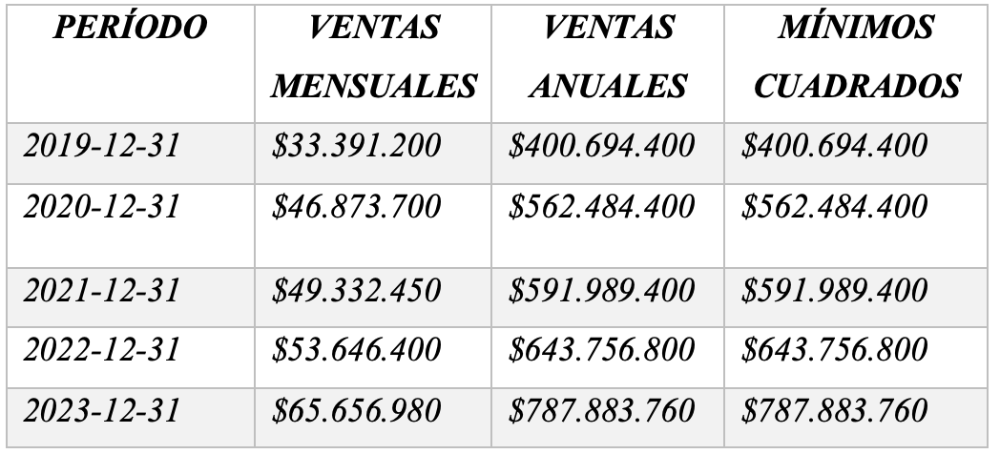 PERÍODO VENTAS MENSUALES VENTAS ANUALES MÍNIMOS CUADRADOS
2019-12-31 $33.391.200 $400.694.400 $400.694.400
2020-12-31 $46.873.700 $562.484.400 $562.484.400
2021-12-31 $49.332.450 $591.989.400 $591.989.400
2022-12-31 $53.646.400 $643.756.800 $643.756.800
2023-12-31 $65.656.980 $787.883.760 $787.883.760